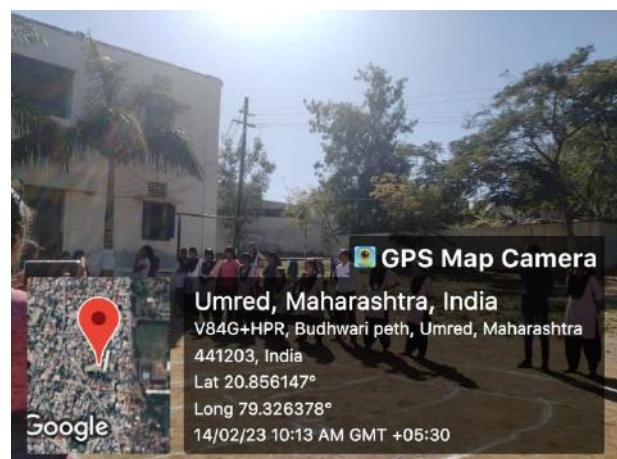 GPS Map Camera
Umred, Maharashtra, India
V84G+HPR, Budhwari peth, Umred, Maharashtra
441203, India
Lat 20.856147°
Long 79.326378°
14/02/23 10:13 AM GMT +05:30
Google